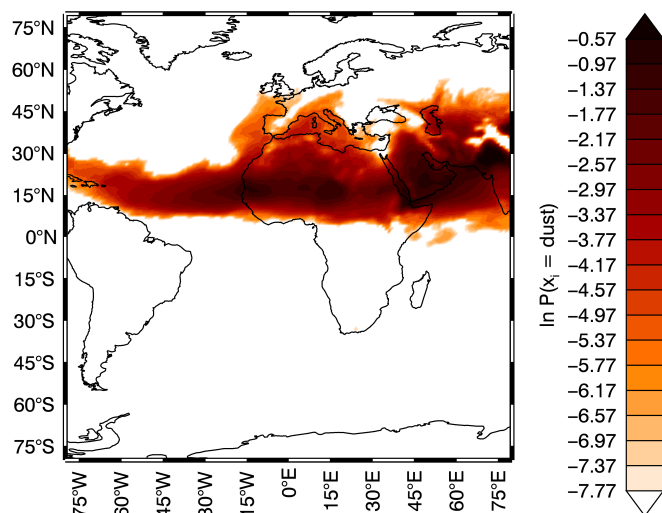 75°N
60°N
45°N
30°N
15°N
0°N
15°S
30°S
45°S
60°S
75°S
75°W
60°W
45°W
30°W
15°W
0°E
15°E
30°E
45°E
60°E
75°E
ln P(xi = dust)
−0.57
−0.97
−1.37
−1.77
−2.17
−2.57
−2.97
−3.37
−3.77
−4.17
−4.57
−4.97
−5.37
−5.77
−6.17
−6.57
−6.97
−7.37
−7.77